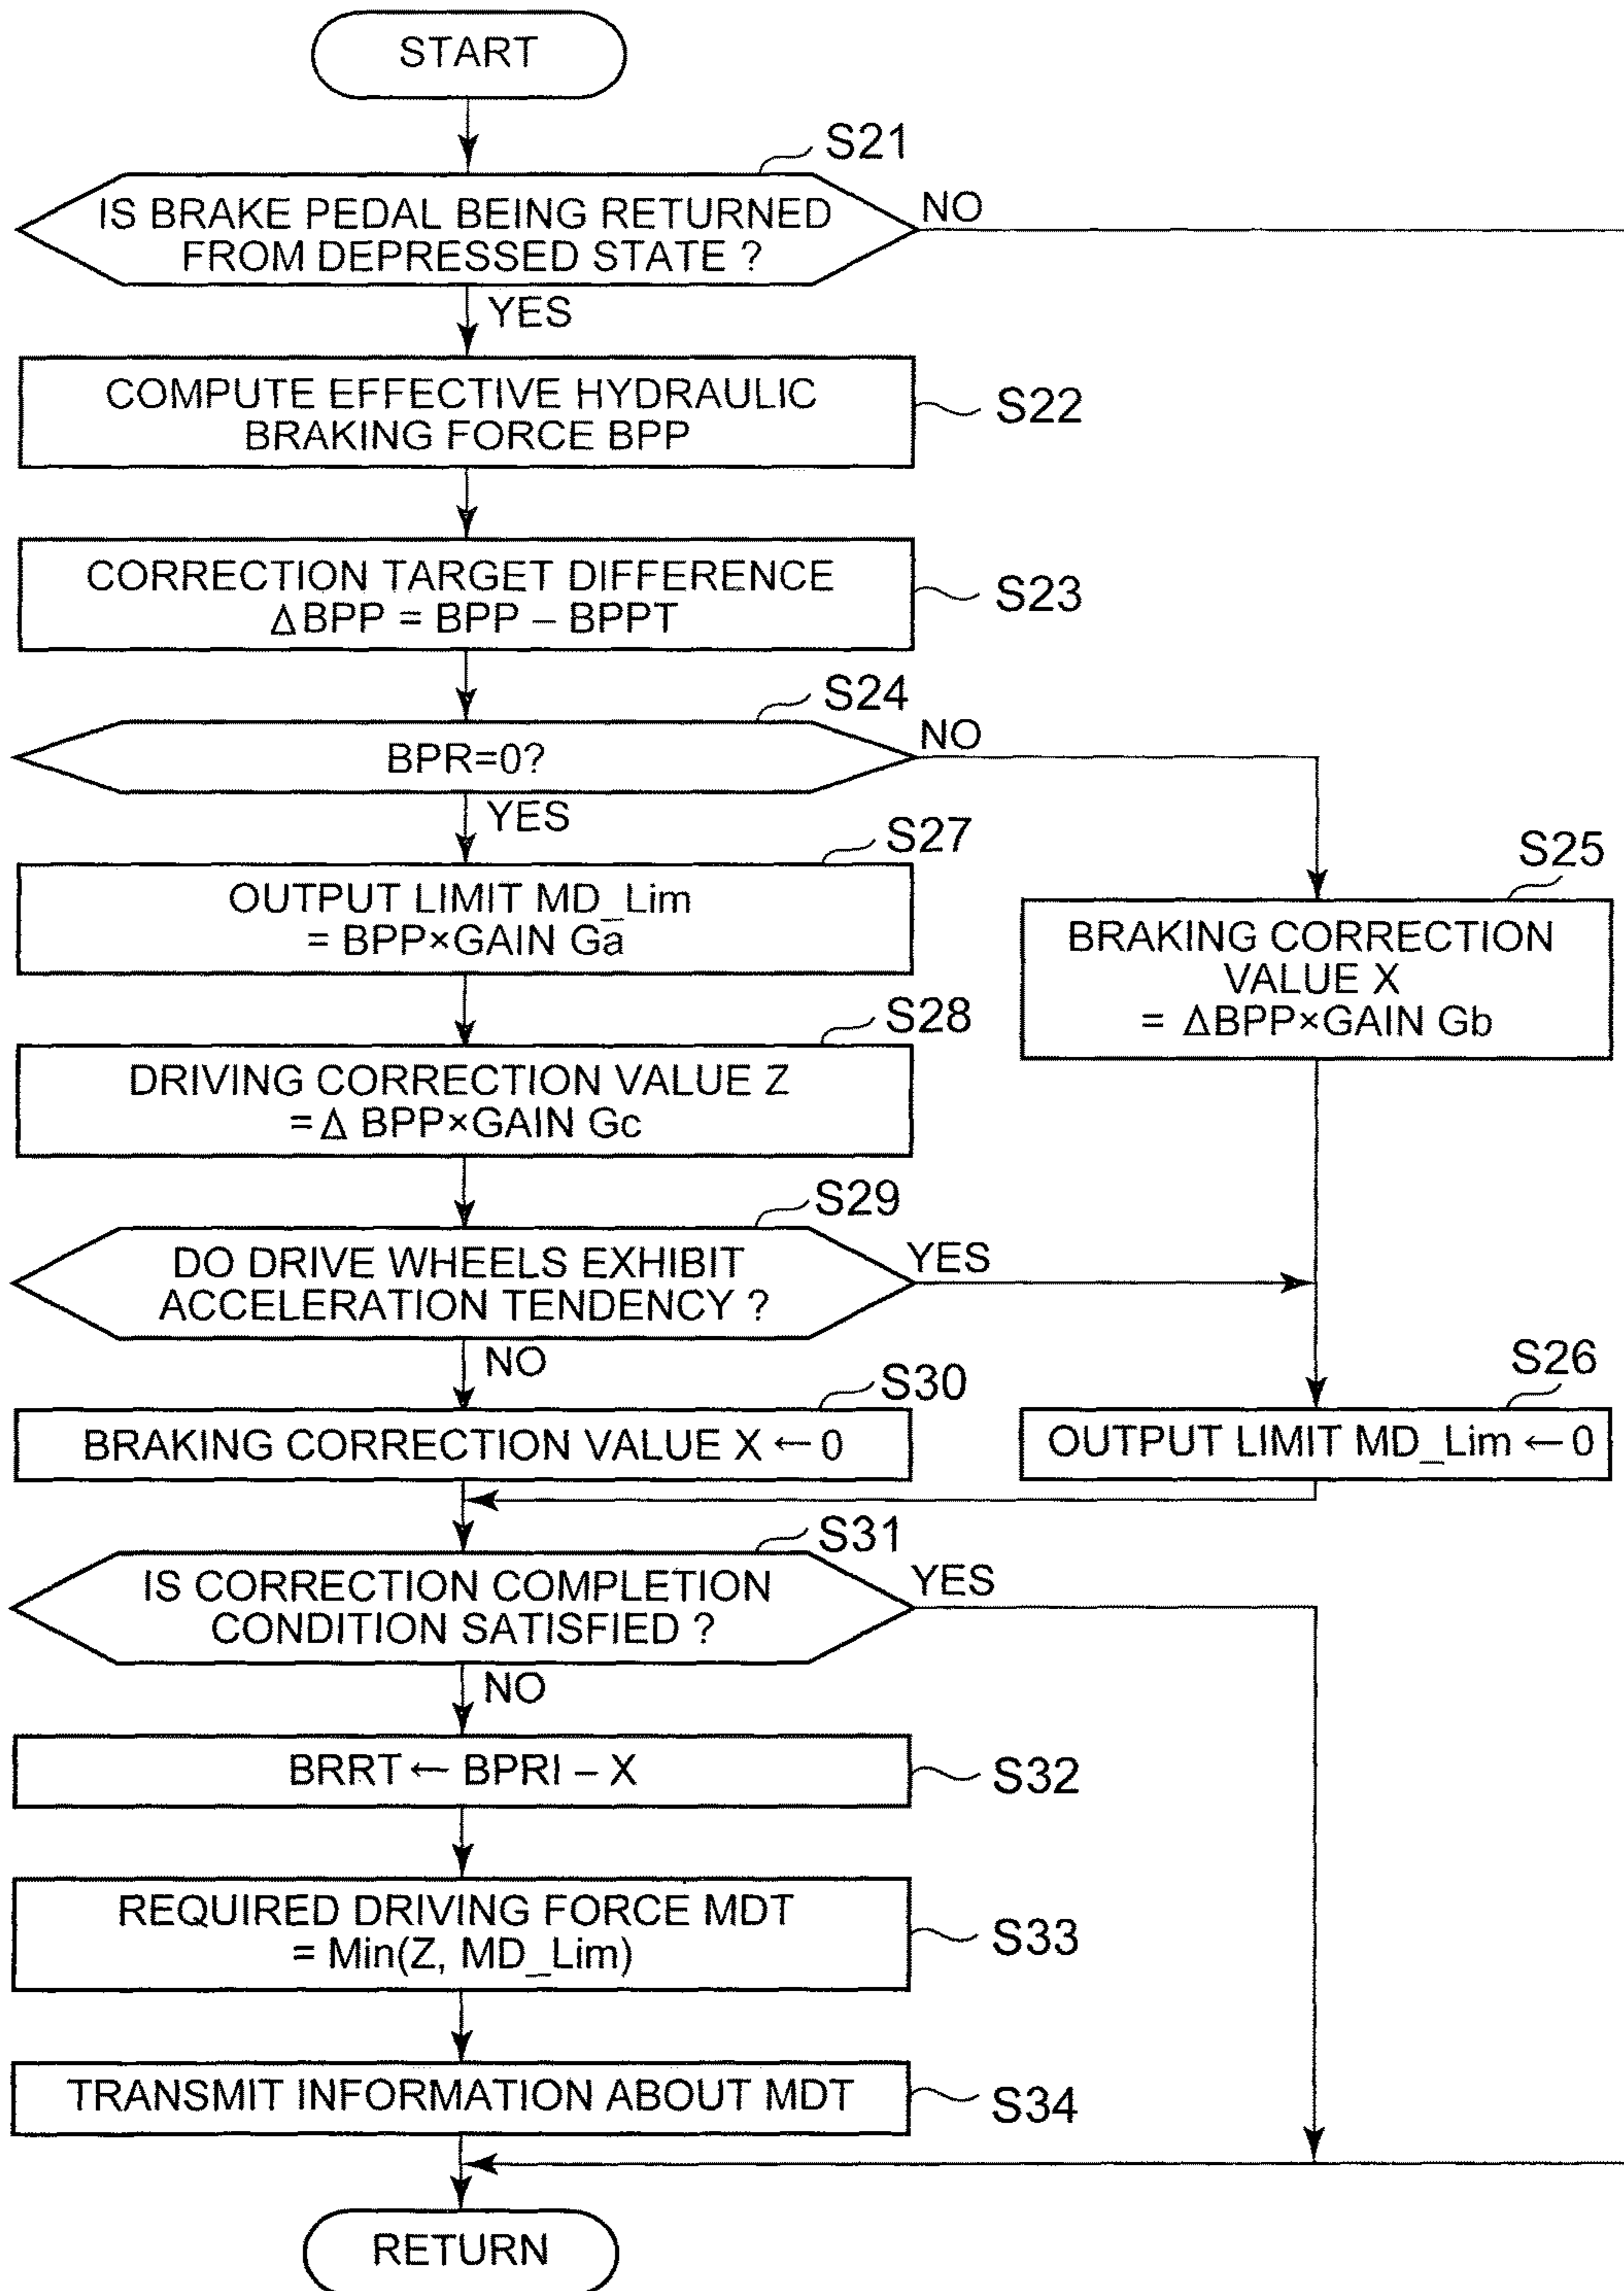 START
S21
IS BRAKE PEDAL BEING RETURNED
FROM DEPRESSED STATE ?
NO
YES
COMPUTE EFFECTIVE HYDRAULIC
BRAKING FORCE BPP
S22
CORRECTION TARGET DIFFERENCE
ΔBPP = BPP – BPPT
S23
S24
BPR=0?
NO
YES
S27
OUTPUT LIMIT MD_Lim
= BPP×GAIN Ga
S25
BRAKING CORRECTION
VALUE X
= ΔBPP×GAIN Gb
S28
DRIVING CORRECTION VALUE Z
=Δ BPP×GAIN Gc
S29
DO DRIVE WHEELS EXHIBIT
ACCELERATION TENDENCY ?
YES
NO
S30
BRAKING CORRECTION VALUE X ← 0
S26
OUTPUT LIMIT MD_Lim ← 0
S31
IS CORRECTION COMPLETION
CONDITION SATISFIED ?
YES
NO
BRRT ← BPRI – X
S32
REQUIRED DRIVING FORCE MDT
= Min(Z, MD_Lim)
S33
TRANSMIT INFORMATION ABOUT MDT
S34
RETURN